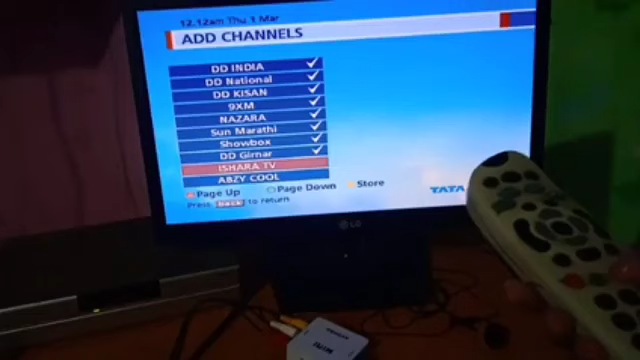 12.12am Thu 3 Mar
ADD CHANNELS
DD INDIA
DD National
DD KISAN
9XM
NAZARA
Sun Marathi
Showbox
DD Girnar
ISHARA TV
ABZY COOL
Page Up Page Down Store
Press Back to return
TATA
LG
MINI